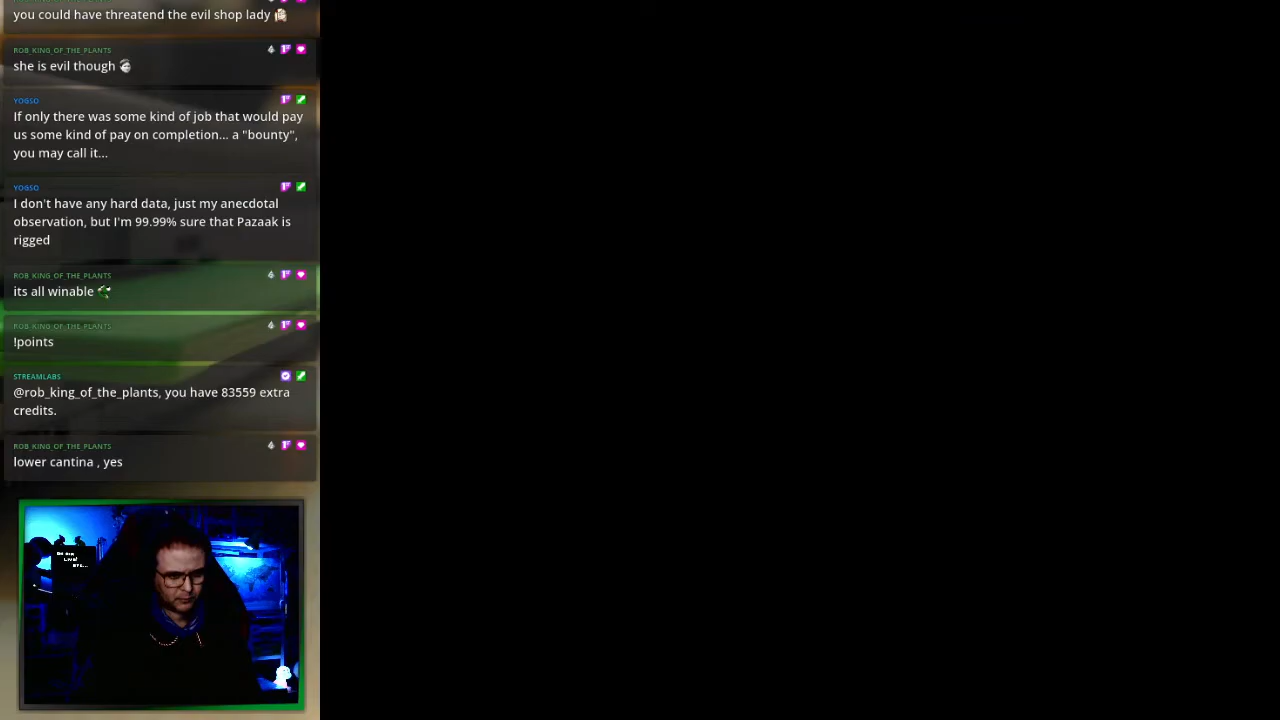 you could have threatend the evil shop lady
ROB_KING_OF_THE_PLANTS
she is evil though
YOGSO
If only there was some kind of job that would pay
us some kind of pay on completion... a "bounty",
you may call it...
YOGSO
I don't have any hard data, just my anecdotal
observation, but I'm 99.99% sure that Pazaak is
rigged
ROB_KING_OF_THE_PLANTS
its all winable
ROB_KING_OF_THE_PLANTS
!points
STREAMLABS
@rob_king_of_the_plants, you have 83559 extra
credits.
ROB_KING_OF_THE_PLANTS
lower cantina , yes